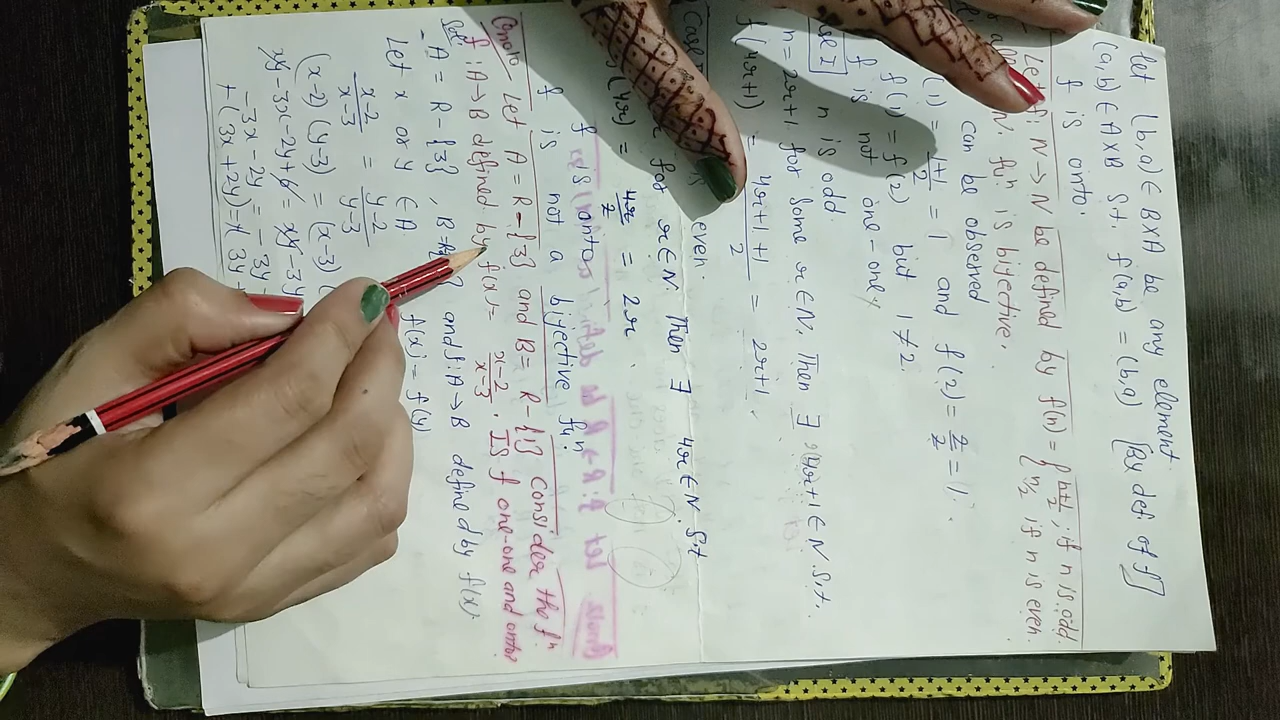 let (b,a) ∈ B×A be any element
(a,b) ∈ A×B s.t. f(a,b) = (b,a) [By def. of f]
f is onto.
Let f: N→N be defined by f(n) = { n+1/2 ; if n is odd
n/2 if n is even.
fuⁿ is bijective.
can be observed
(1) = 1+1/2 = 1 and f(2) = 2/2 = 1.
f(1) = f(2) but 1 ≠ 2
f is not one-one
n is odd
n = 2r+1 for some r∈N. Then ∃ 4r+1 ∈ N s.t.
f(4r+1) = 4r+1+1/2 = 2r+1.
Case
even.
for r∈N. Then ∃ 4r∈N. s.t
(4r) = 4r/2 = 2r.
f is not a bijective fuⁿ
Let A = R-{3} and B = R-{1} consider the fⁿ
f: A→B defined by f(x) = x-2/x-3. Is f one-one and onto?
Sol: A = R-{3}, B and f: A→B defined by f(x)
Let x or y ∈ A f(x) = f(y)
x-2/x-3 = y-2/y-3
(x-2)(y-3) = (x-3)
xy-3x-2y+6 = xy-3y
-3x-2y = -3y
+(3x+2y) = +(3y+